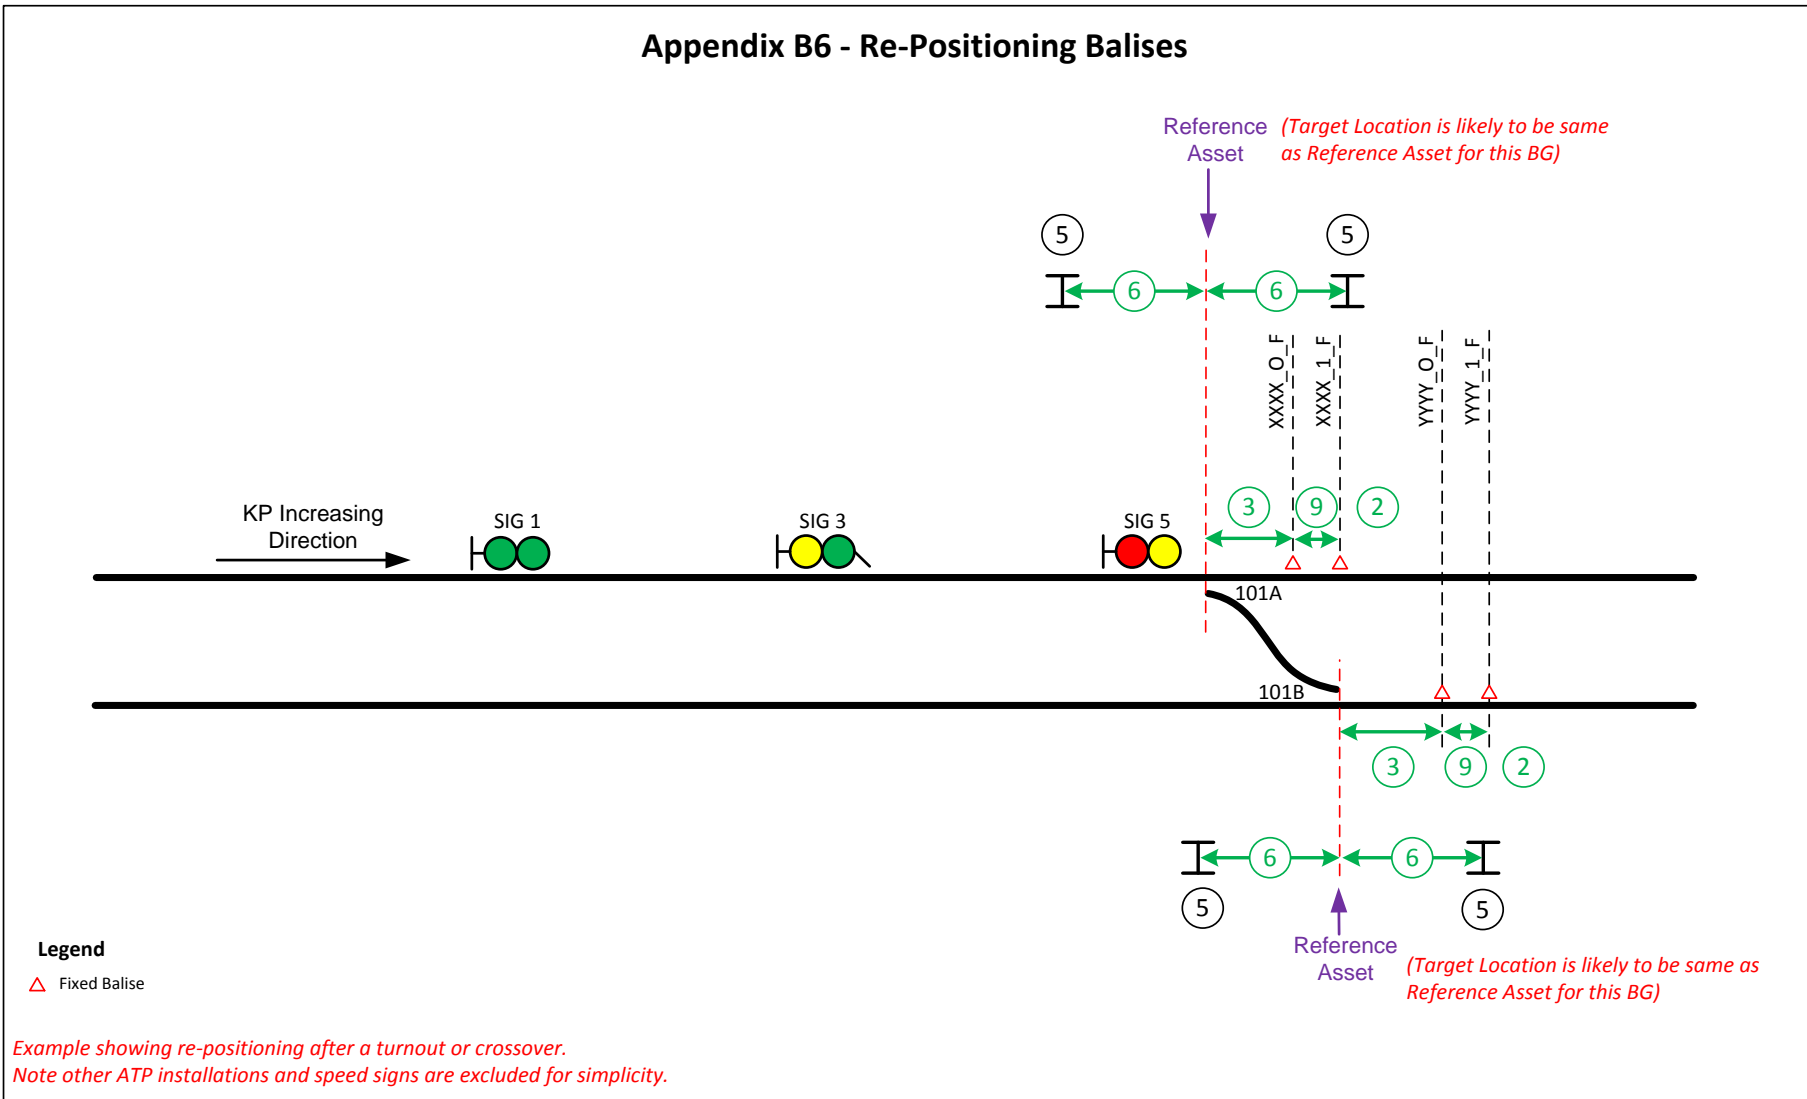 Appendix B6 - Re-Positioning Balises
Reference
Asset
(Target Location is likely to be same
as Reference Asset for this BG)
5
5
6
6
XXXX_O_F
XXXX_1_F
YYYY_O_F
YYYY_1_F
3
9
2
KP Increasing
Direction
SIG 1
SIG 3
SIG 5
101A
101B
3
9
2
6
6
5
5
Reference
Asset
(Target Location is likely to be same as
Reference Asset for this BG)
Legend
Fixed Balise
Example showing re-positioning after a turnout or crossover.
Note other ATP installations and speed signs are excluded for simplicity.